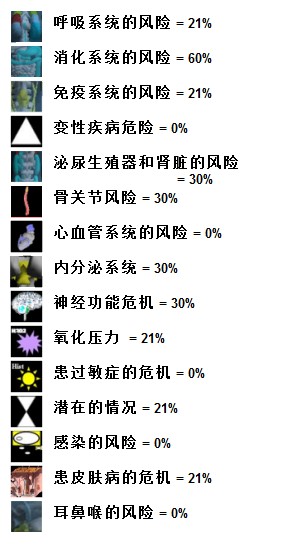 呼吸系统的风险 = 21%
消化系统的风险 = 60%
免疫系统的风险 = 21%
变性疾病危险 = 0%
泌尿生殖器和肾脏的风险
= 30%
骨关节风险 = 30%
心血管系统的风险 = 0%
内分泌系统 = 30%
神经功能危机 = 30%
氧化压力 = 21%
Hist
患过敏症的危机 = 0%
潜在的情况 = 21%
感染的风险 = 0%
患皮肤病的危机 = 21%
耳鼻喉的风险 = 0%